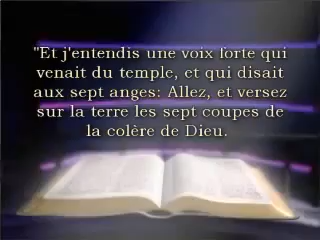 "Et j'entendis une voix forte qui
venait du temple, et qui disait
aux sept anges: Allez, et versez
sur la terre les sept coupes de
la colère de Dieu.